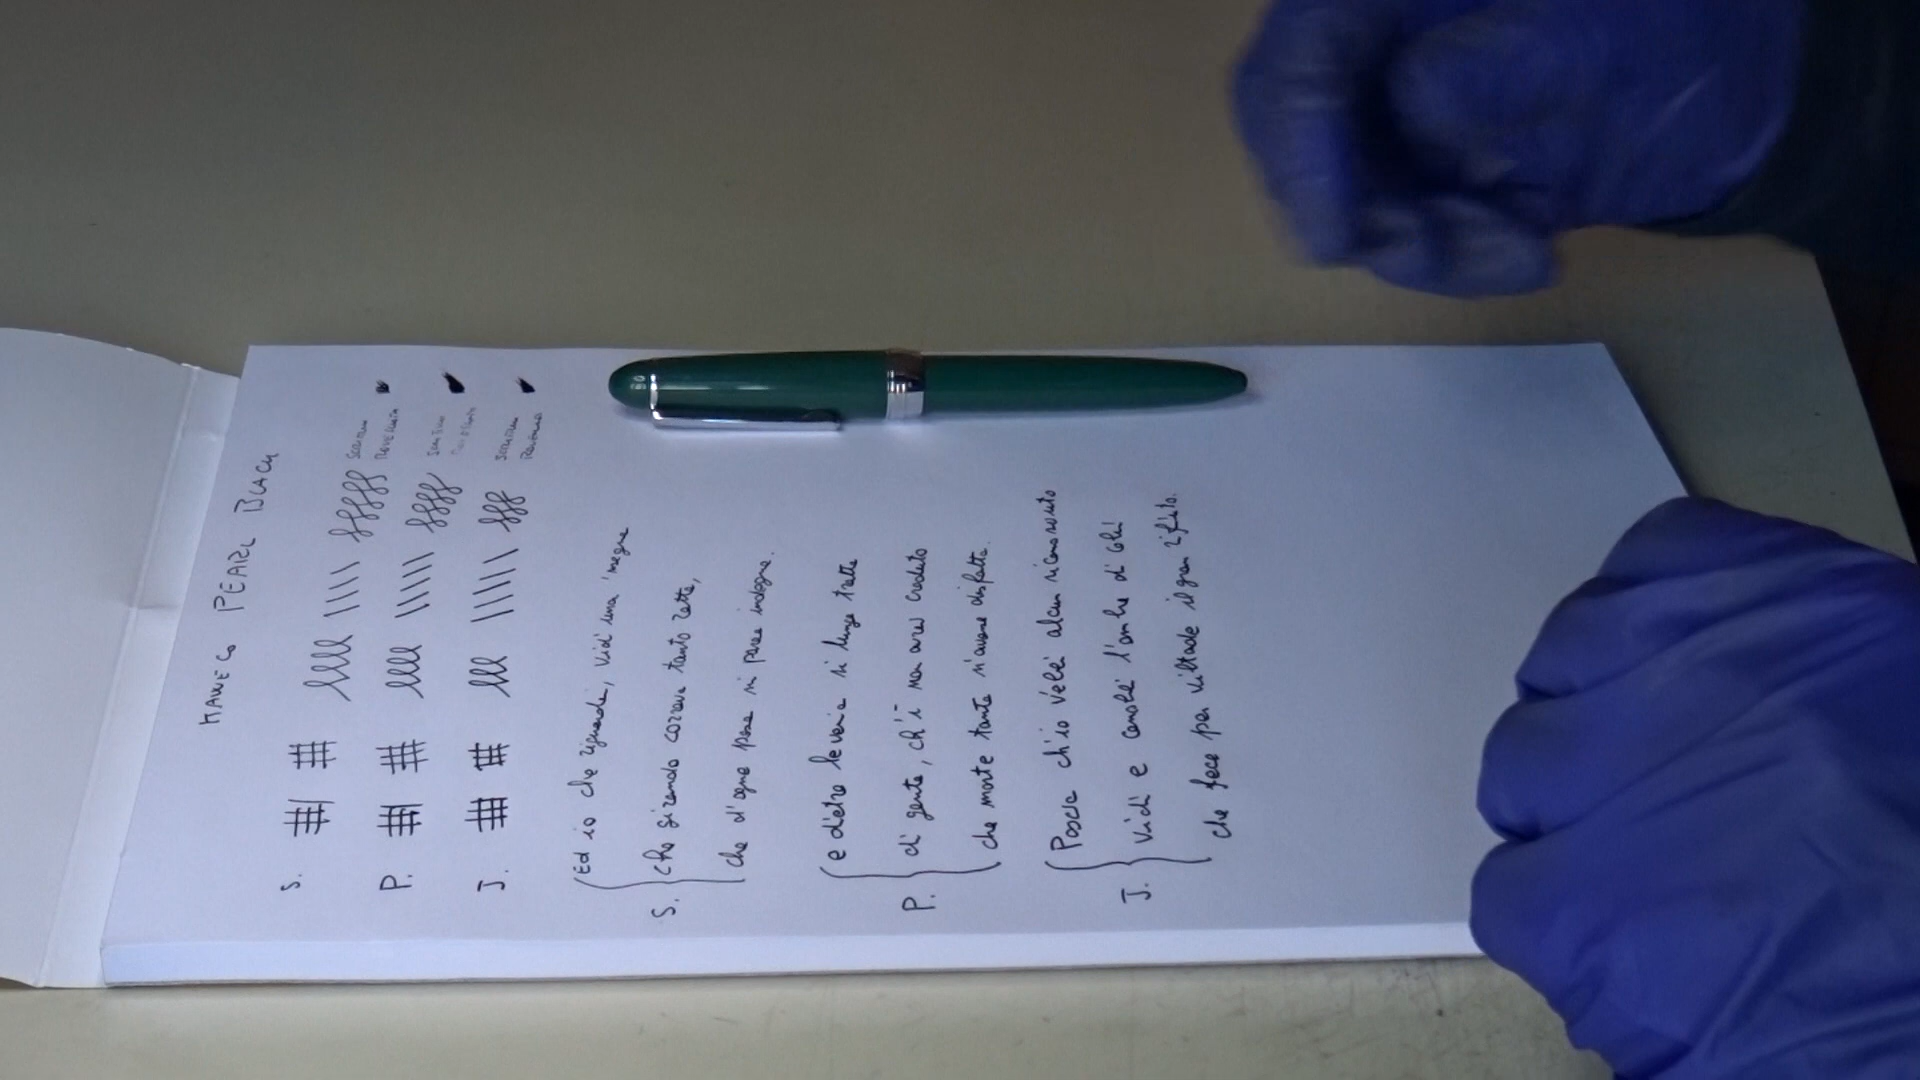 KAWECO PEARL BLACK
S.
P.
J.
Ed io che riguardai, vidi una 'nsegna
S. che girando correva tanto ratta,
che d'ogne posa mi parea indegna.
e dietro le venia sì lunga tratta
P. di gente, ch'i' non averei creduto
che morte tanta n'avesse disfatta.
Poscia ch'io v'ebbi alcun riconosciuto
J. vidi e conobbi l'ombra di colui
che fece per viltade il gran rifiuto.